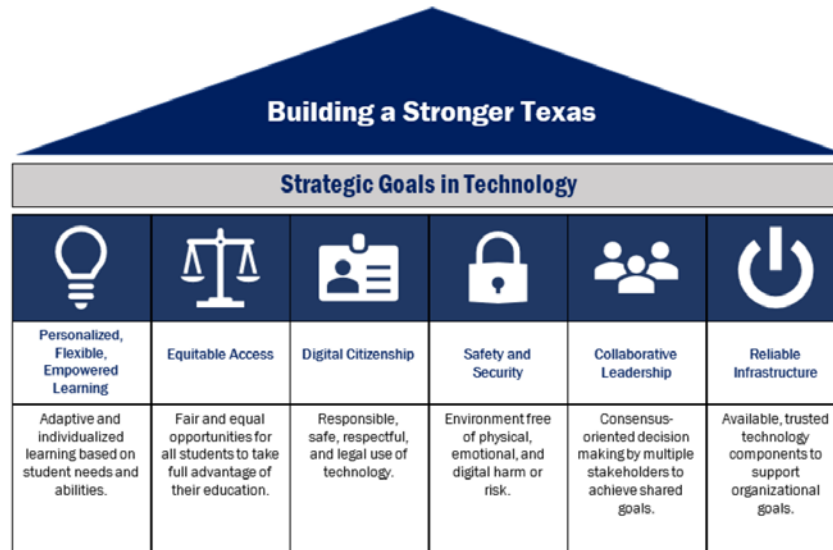 Building a Stronger Texas
Strategic Goals in Technology
Personalized,
Flexible,
Empowered
Learning
Equitable Access
Digital Citizenship
Safety and
Security
Collaborative
Leadership
Reliable
Infrastructure
Adaptive and
individualized
learning based on
student needs and
abilities.
Fair and equal
opportunities for
all students to take
full advantage of
their education.
Responsible,
safe, respectful,
and legal use of
technology.
Environment free
of physical,
emotional, and
digital harm or
risk.
Consensus-
oriented decision
making by multiple
stakeholders to
achieve shared
goals.
Available, trusted
technology
components to
support
organizational
goals.